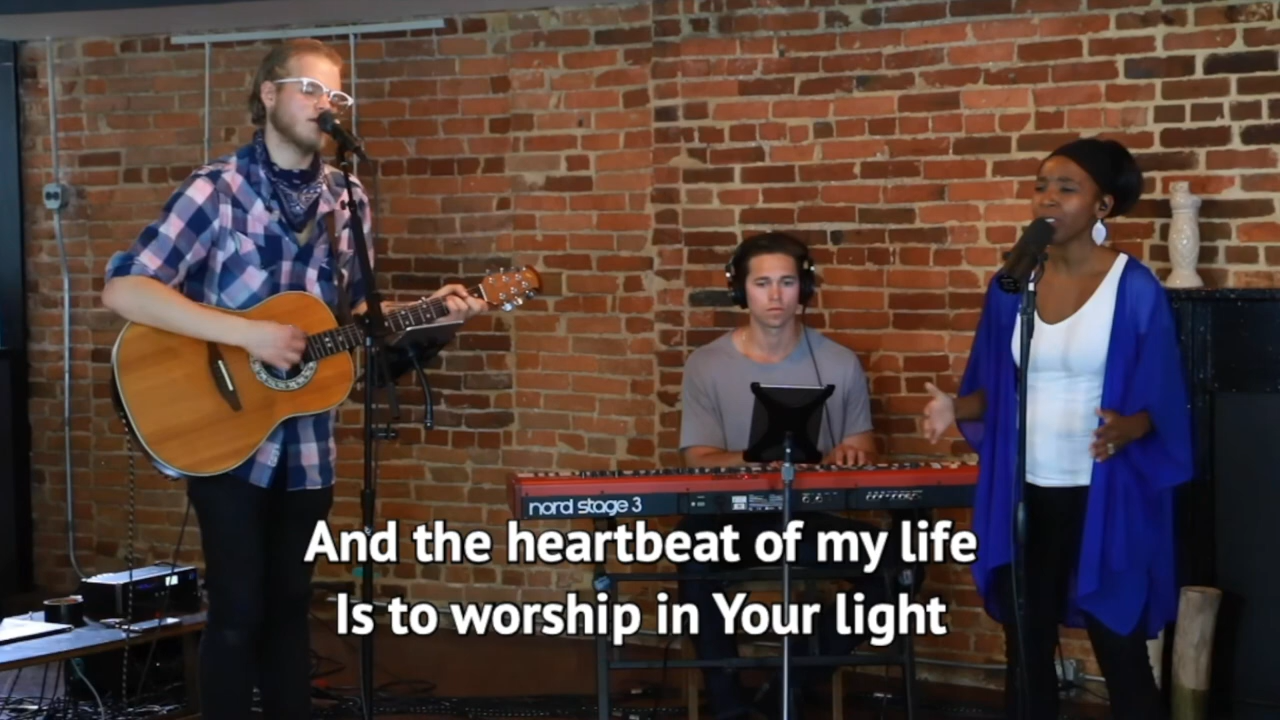 nord stage 3
And the heartbeat of my life
Is to worship in Your light